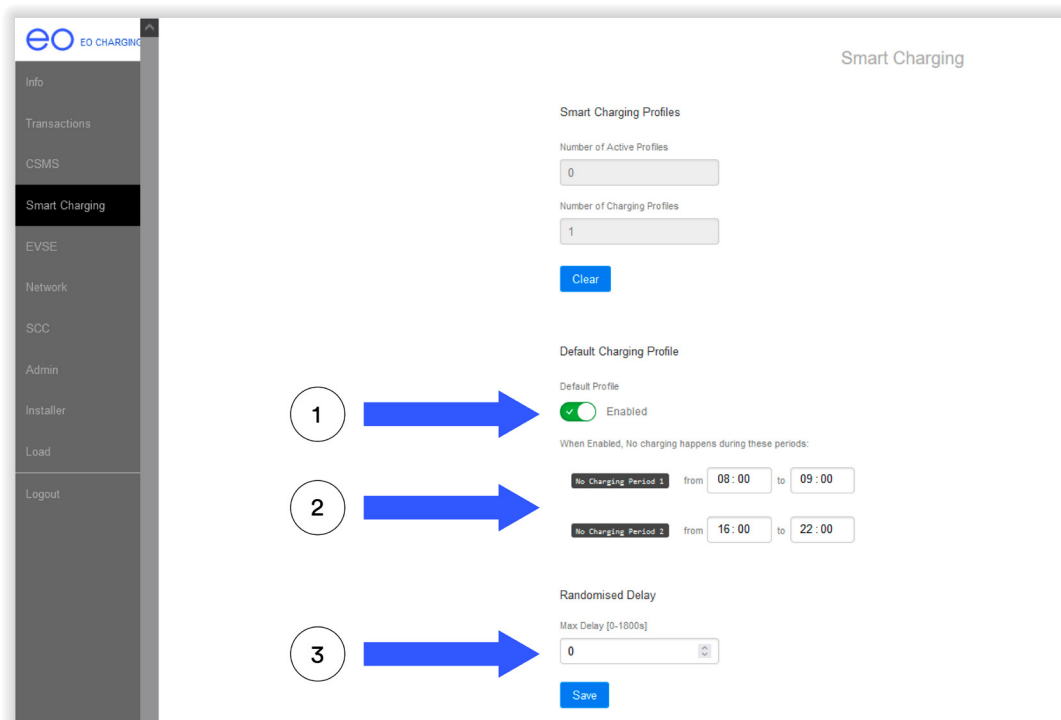 eo EO CHARGING
Info
Transactions
CSMS
Smart Charging
EVSE
Network
SCC
Admin
Installer
Load
Logout
Smart Charging
Smart Charging Profiles
Number of Active Profiles
0
Number of Charging Profiles
1
Clear
Default Charging Profile
Default Profile
1
Enabled
When Enabled, No charging happens during these periods:
2
No Charging Period 1 from 08:00 to 09:00
No Charging Period 2 from 16:00 to 22:00
Randomised Delay
Max Delay [0-1800s]
3
0
Save